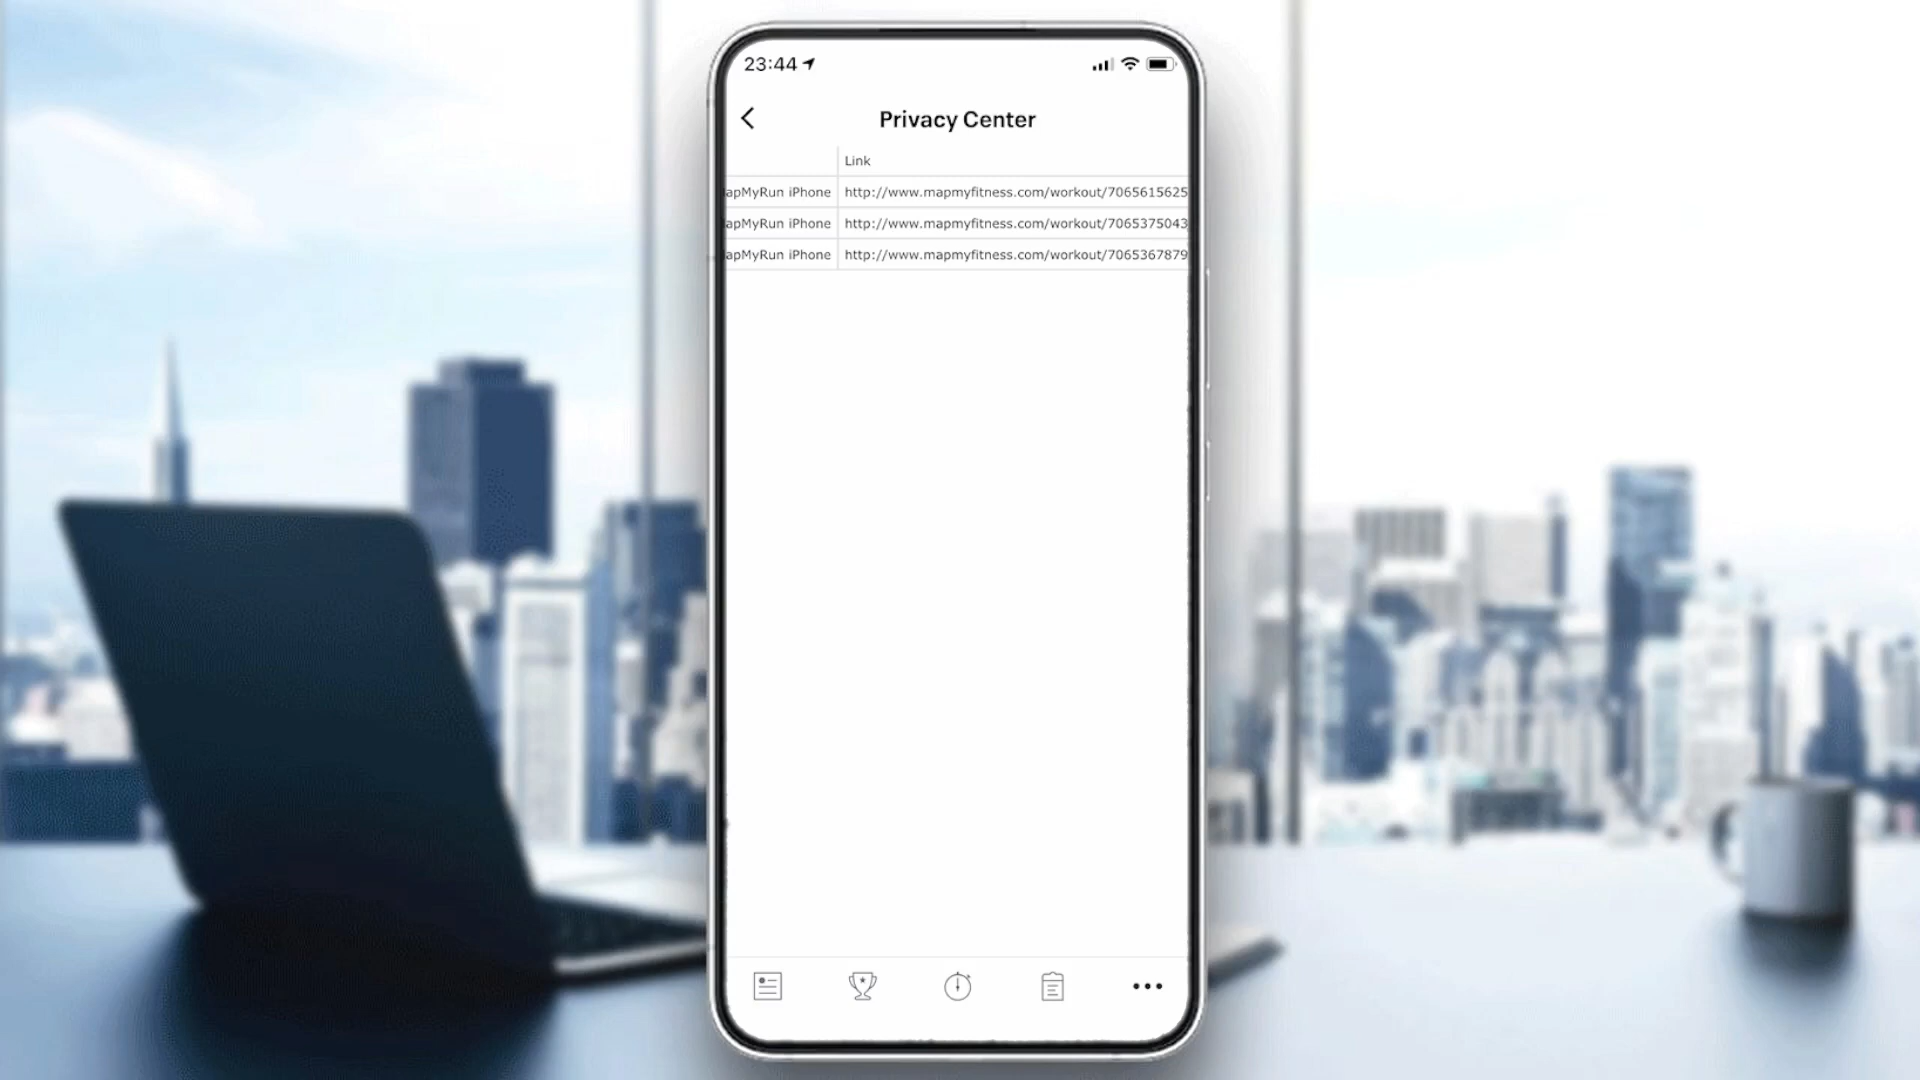 23:44
Privacy Center
Link
apMyRun iPhone http://www.mapmyfitness.com/workout/7065615625
apMyRun iPhone http://www.mapmyfitness.com/workout/7065375043
apMyRun iPhone http://www.mapmyfitness.com/workout/7065367879